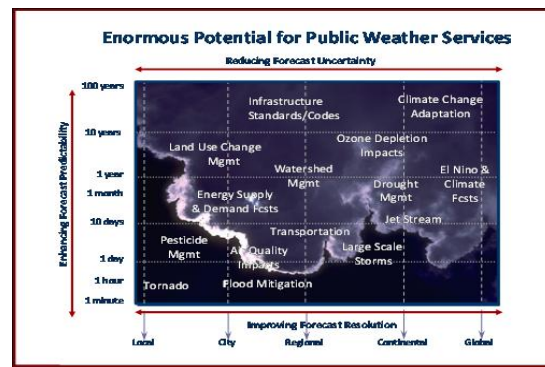 Enormous Potential for Public Weather Services
Reducing Forecast Uncertainty
Enhancing Forecast Predictability
100 years
10 years
1 year
1 month
10 days
1 day
1 hour
1 minute
Infrastructure
Standards/Codes
Climate Change
Adaptation
Land Use Change
Mgmt
Ozone Depletion
Impacts
Watershed
Mgmt
El Nino &
Climate
Fcsts
Drought
Mgmt
Energy Supply
& Demand Fcsts
Jet Stream
Transportation
Pesticide
Mgmt
Air Quality
Impacts
Large Scale
Storms
Tornado
Flood Mitigation
Improving Forecast Resolution
Local
City
Regional
Continental
Global